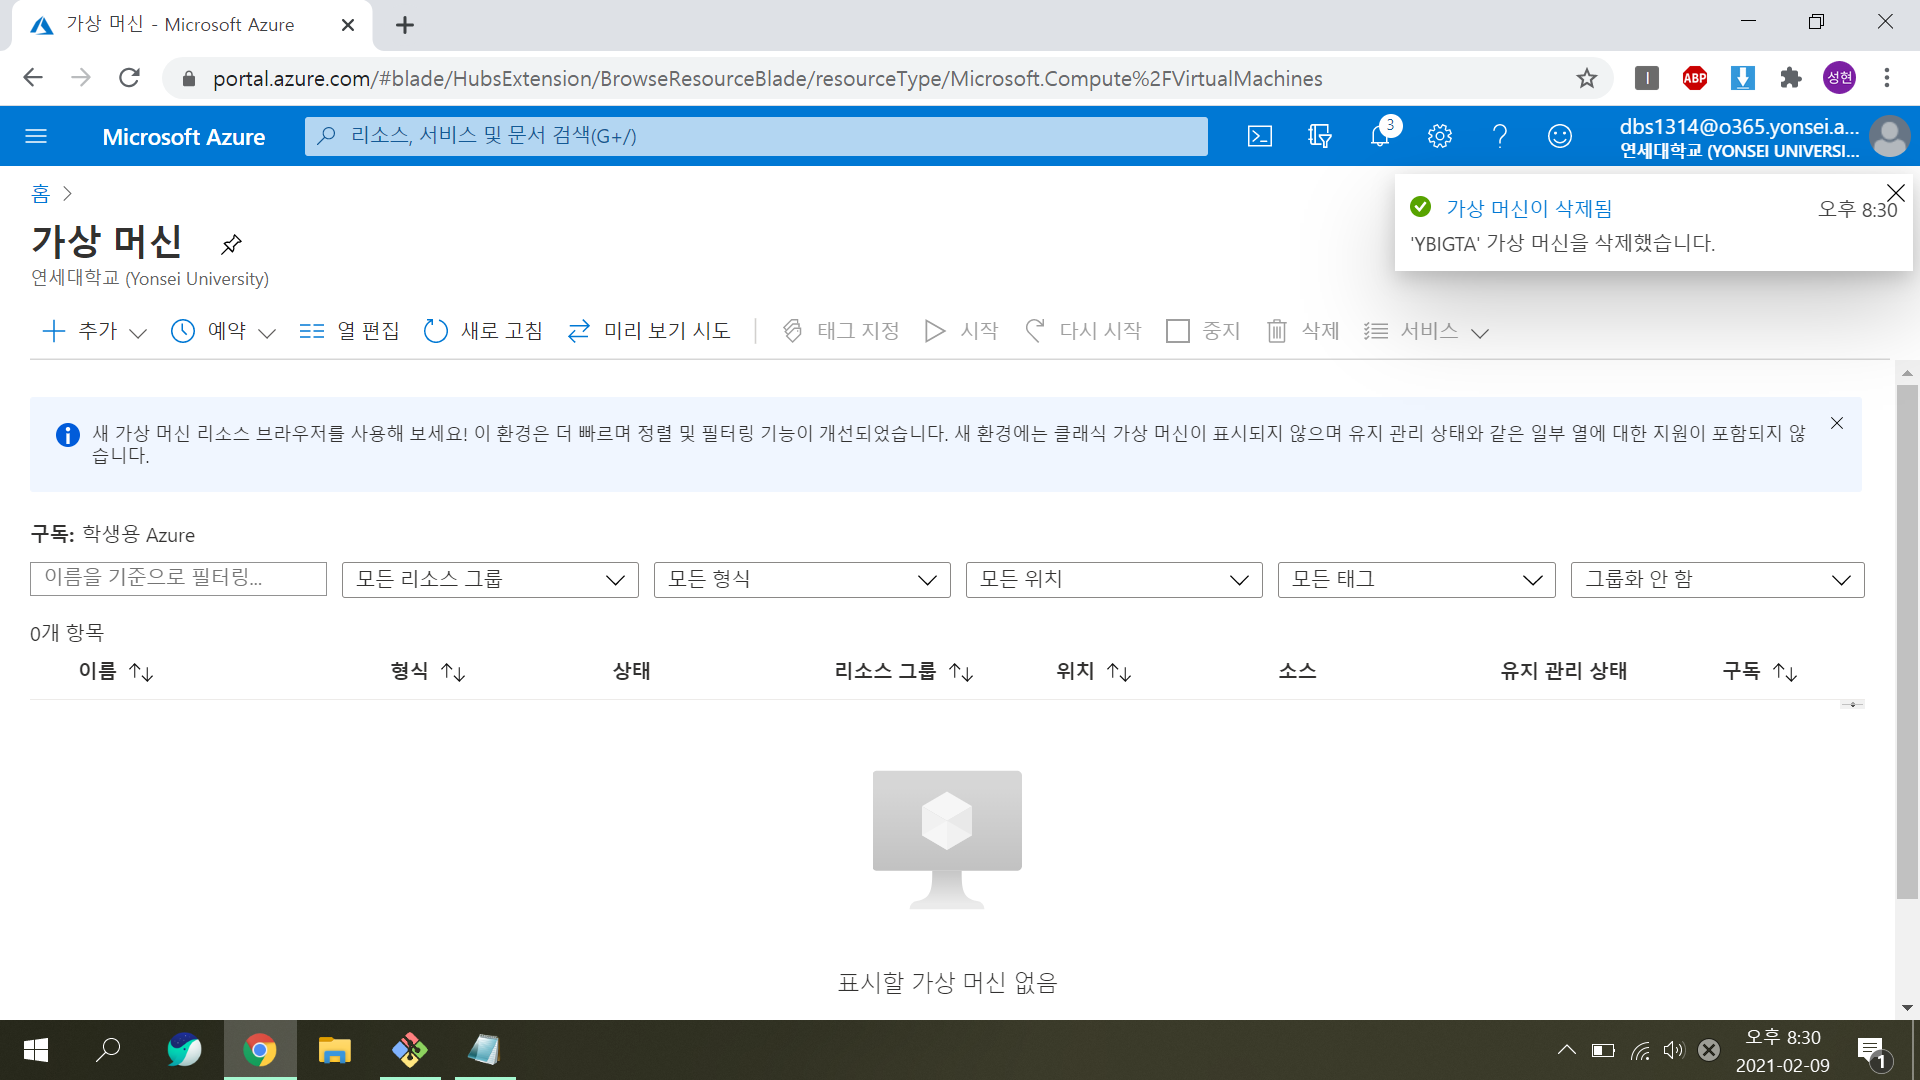 가상 머신 - Microsoft Azure
portal.azure.com/#blade/HubsExtension/BrowseResourceBlade/resourceType/Microsoft.Compute%2FVirtualMachines
ABP
성현
Microsoft Azure
리소스, 서비스 및 문서 검색(G+/)
3
dbs1314@o365.yonsei.a...
연세대학교 (YONSEI UNIVERSI...
홈
가상 머신
연세대학교 (Yonsei University)
가상 머신이 삭제됨
오후 8:30
'YBIGTA' 가상 머신을 삭제했습니다.
추가
예약
열 편집
새로 고침
미리 보기 시도
태그 지정
시작
다시 시작
중지
삭제
서비스
새 가상 머신 리소스 브라우저를 사용해 보세요! 이 환경은 더 빠르며 정렬 및 필터링 기능이 개선되었습니다. 새 환경에는 클래식 가상 머신이 표시되지 않으며 유지 관리 상태와 같은 일부 열에 대한 지원이 포함되지 않
습니다.
구독: 학생용 Azure
이름을 기준으로 필터링...
모든 리소스 그룹
모든 형식
모든 위치
모든 태그
그룹화 안 함
0개 항목
이름
형식
상태
리소스 그룹
위치
소스
유지 관리 상태
구독
표시할 가상 머신 없음
오후 8:30
2021-02-09
1